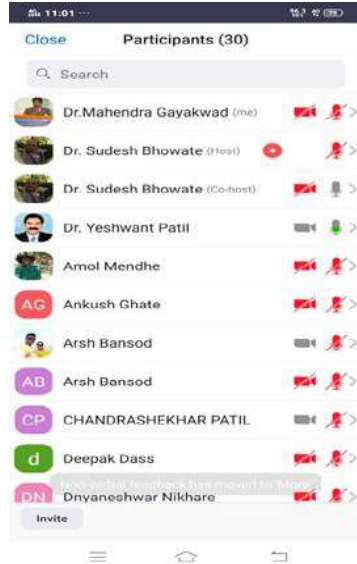 11:01 ...
Close Participants (30)
Search
Dr.Mahendra Gayakwad (me)
Dr. Sudesh Bhowate (Host)
Dr. Sudesh Bhowate (Co-host)
Dr. Yeshwant Patil
Amol Mendhe
AG Ankush Ghate
Arsh Bansod
AB Arsh Bansod
CP CHANDRASHEKHAR PATIL
d Deepak Dass
Non-verbal feedback has moved to 'More'
DN Dnyaneshwar Nikhare
Invite